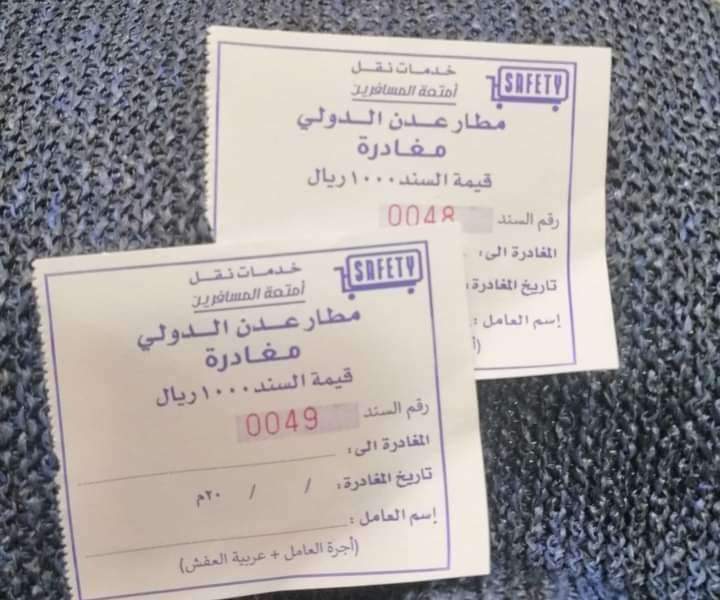 SAFETY
خدمات نقل
أمتعة المسافرين
مطار عدن الدولي
مغادرة
قيمة السند ١٠٠٠ ريال
رقم السند 0048
المغادرة الى:
تاريخ المغادرة:
إسم العامل:
SAFETY
خدمات نقل
أمتعة المسافرين
مطار عدن الدولي
مغادرة
قيمة السند ١٠٠٠ ريال
رقم السند 0049
المغادرة الى:
تاريخ المغادرة: / / ٢٠م
إسم العامل:
(أجرة العامل + عربية العفش)